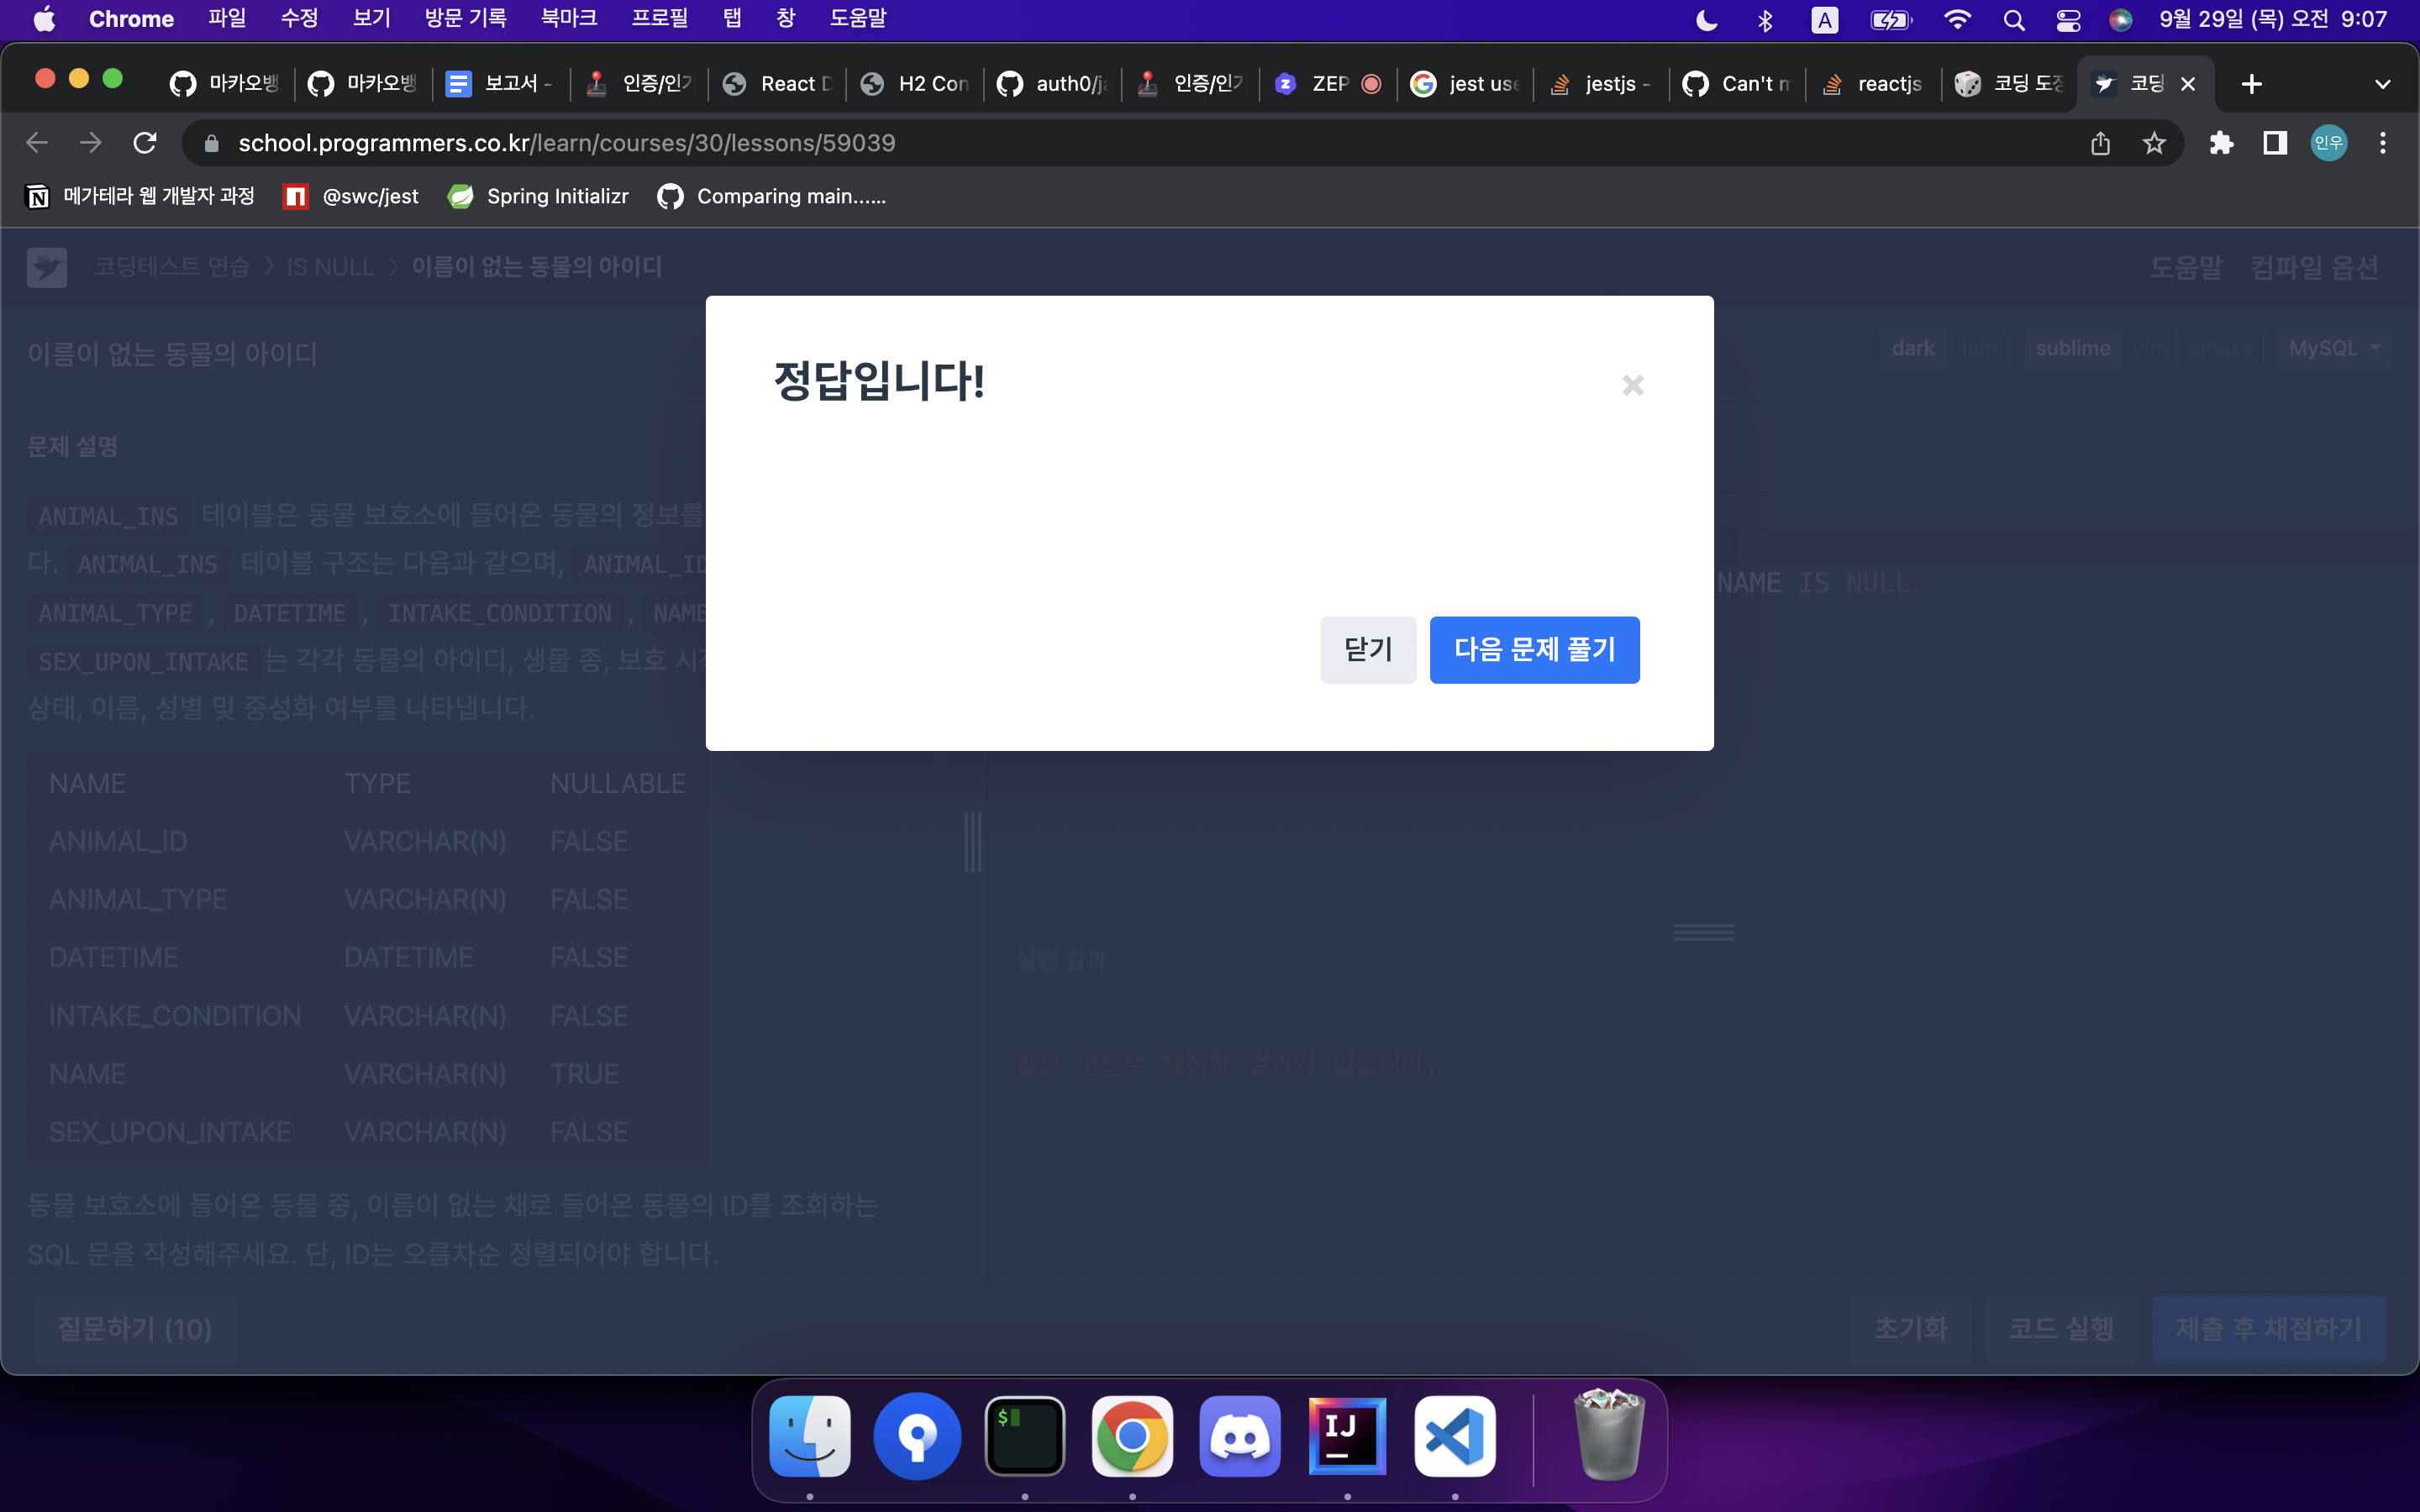 Chrome 파일 수정 보기 방문 기록 북마크 프로필 탭 창 도움말 A 9월 29일 (목) 오전 9:07
마카오뱅 마카오뱅 보고서 - 인증/인기 React D H2 Con auth0/ja 인증/인기 ZEP jest use jestjs - Can't m reactjs 코딩 도장 코딩
school.programmers.co.kr/learn/courses/30/lessons/59039 인우
메가테라 웹 개발자 과정 @swc/jest Spring Initializr Comparing main......
코딩테스트 연습 IS NULL 이름이 없는 동물의 아이디 도움말 컴파일 옵션
이름이 없는 동물의 아이디 dark light sublime vim emacs MySQL
정답입니다!
문제 설명
ANIMAL_INS 테이블은 동물 보호소에 들어온 동물의 정보를
다. ANIMAL_INS 테이블 구조는 다음과 같으며, ANIMAL_ID
NAME IS NULL
ANIMAL_TYPE , DATETIME , INTAKE_CONDITION , NAME
SEX_UPON_INTAKE 는 각각 동물의 아이디, 생물 종, 보호 시작
상태, 이름, 성별 및 중성화 여부를 나타냅니다.
닫기 다음 문제 풀기
NAME TYPE NULLABLE
ANIMAL_ID VARCHAR(N) FALSE
ANIMAL_TYPE VARCHAR(N) FALSE
DATETIME DATETIME FALSE
INTAKE_CONDITION VARCHAR(N) FALSE
NAME VARCHAR(N) TRUE
SEX_UPON_INTAKE VARCHAR(N) FALSE
실행 결과
같은 코드로 채점한 결과가 있습니다.
동물 보호소에 들어온 동물 중, 이름이 없는 채로 들어온 동물의 ID를 조회하는
SQL 문을 작성해주세요. 단, ID는 오름차순 정렬되어야 합니다.
질문하기 (10) 초기화 코드 실행 제출 후 채점하기
$ IJ